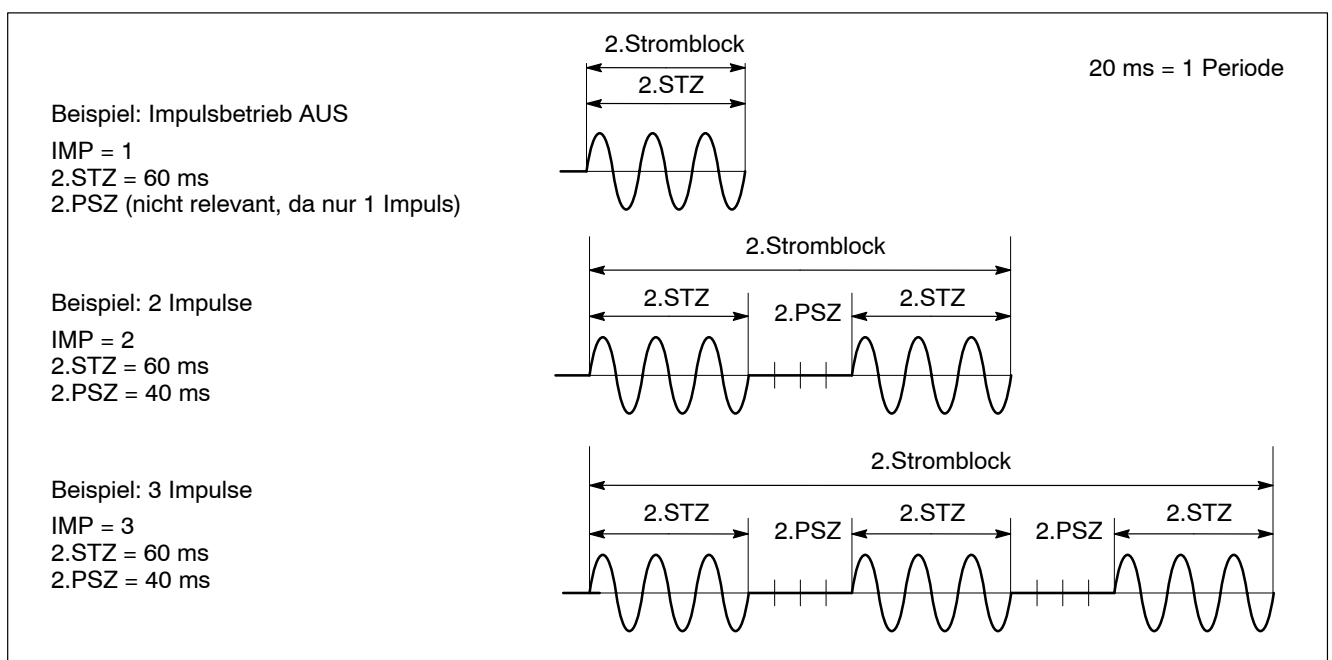 2.Stromblock
20 ms = 1 Periode
2.STZ
Beispiel: Impulsbetrieb AUS
IMP = 1
2.STZ = 60 ms
2.PSZ (nicht relevant, da nur 1 Impuls)
2.Stromblock
Beispiel: 2 Impulse
2.STZ 2.PSZ 2.STZ
IMP = 2
2.STZ = 60 ms
2.PSZ = 40 ms
2.Stromblock
Beispiel: 3 Impulse
2.STZ 2.PSZ 2.STZ 2.PSZ 2.STZ
IMP = 3
2.STZ = 60 ms
2.PSZ = 40 ms